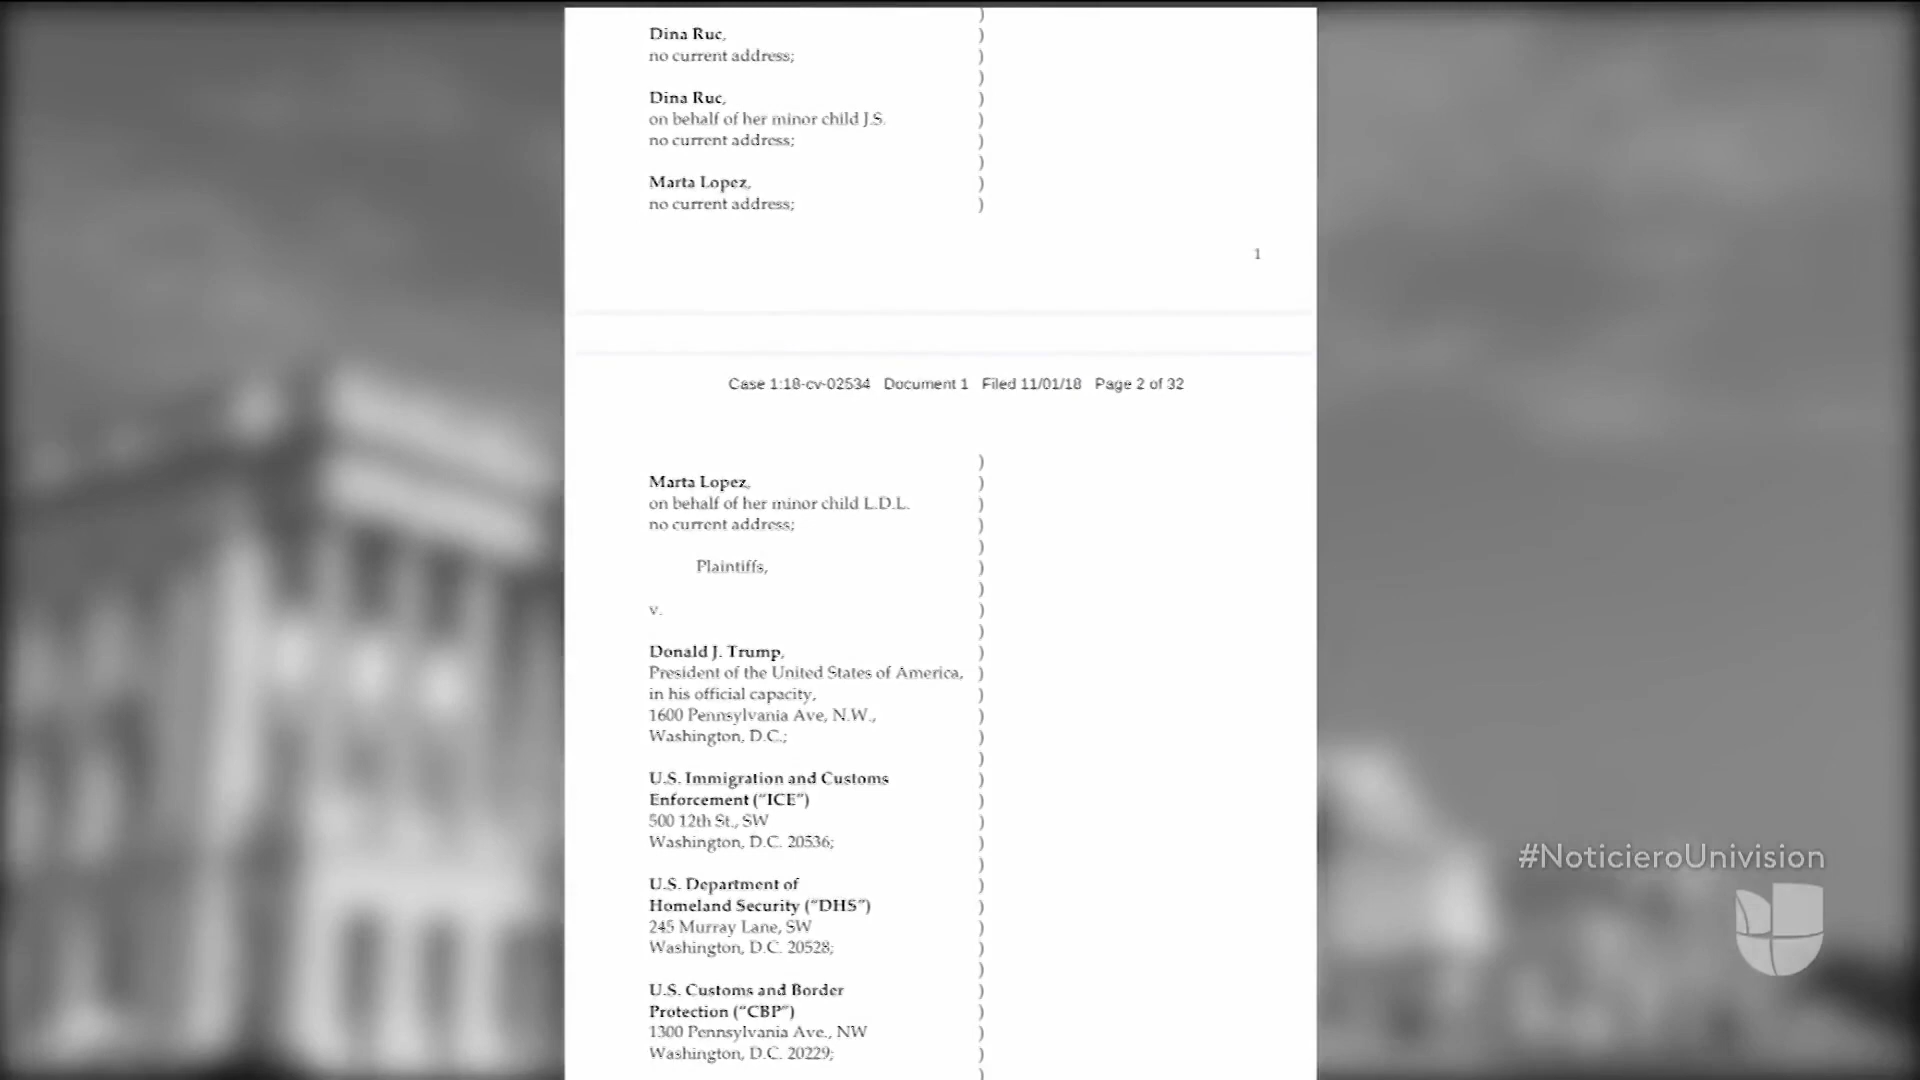 Dina Ruc,
no current address;
Dina Ruc,
on behalf of her minor child J.S.
no current address;
Marta Lopez,
no current address;
1
Case 1:18-cv-02534 Document 1 Filed 11/01/18 Page 2 of 32
Marta Lopez,
on behalf of her minor child L.D.L.
no current address;
Plaintiffs,
v.
Donald J. Trump,
President of the United States of America,
in his official capacity,
1600 Pennsylvania Ave, N.W.,
Washington, D.C.;
U.S. Immigration and Customs
Enforcement (“ICE”)
500 12th St., SW
Washington, D.C. 20536;
U.S. Department of
Homeland Security (“DHS”)
245 Murray Lane, SW
Washington, D.C. 20528;
U.S. Customs and Border
Protection (“CBP”)
1300 Pennsylvania Ave., NW
Washington, D.C. 20229;
#NoticieroUnivision